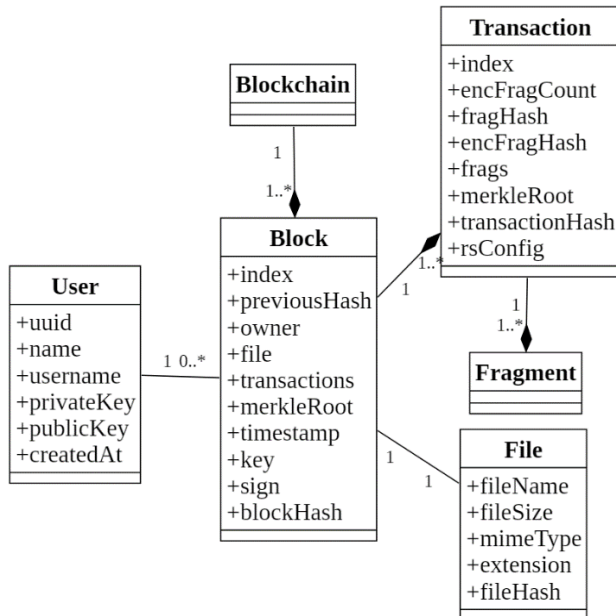 Transaction
+index
+encFragCount
+fragHash
+encFragHash
+frags
+merkleRoot
+transactionHash
+rsConfig
Blockchain
1
1..*
Block
+index
+previousHash
+owner
+file
+transactions
+merkleRoot
+timestamp
+key
+sign
+blockHash
1..*
1
User
+uuid
+name
+username
+privateKey
+publicKey
+createdAt
1 0..*
1
1..*
Fragment
1
1
File
+fileName
+fileSize
+mimeType
+extension
+fileHash